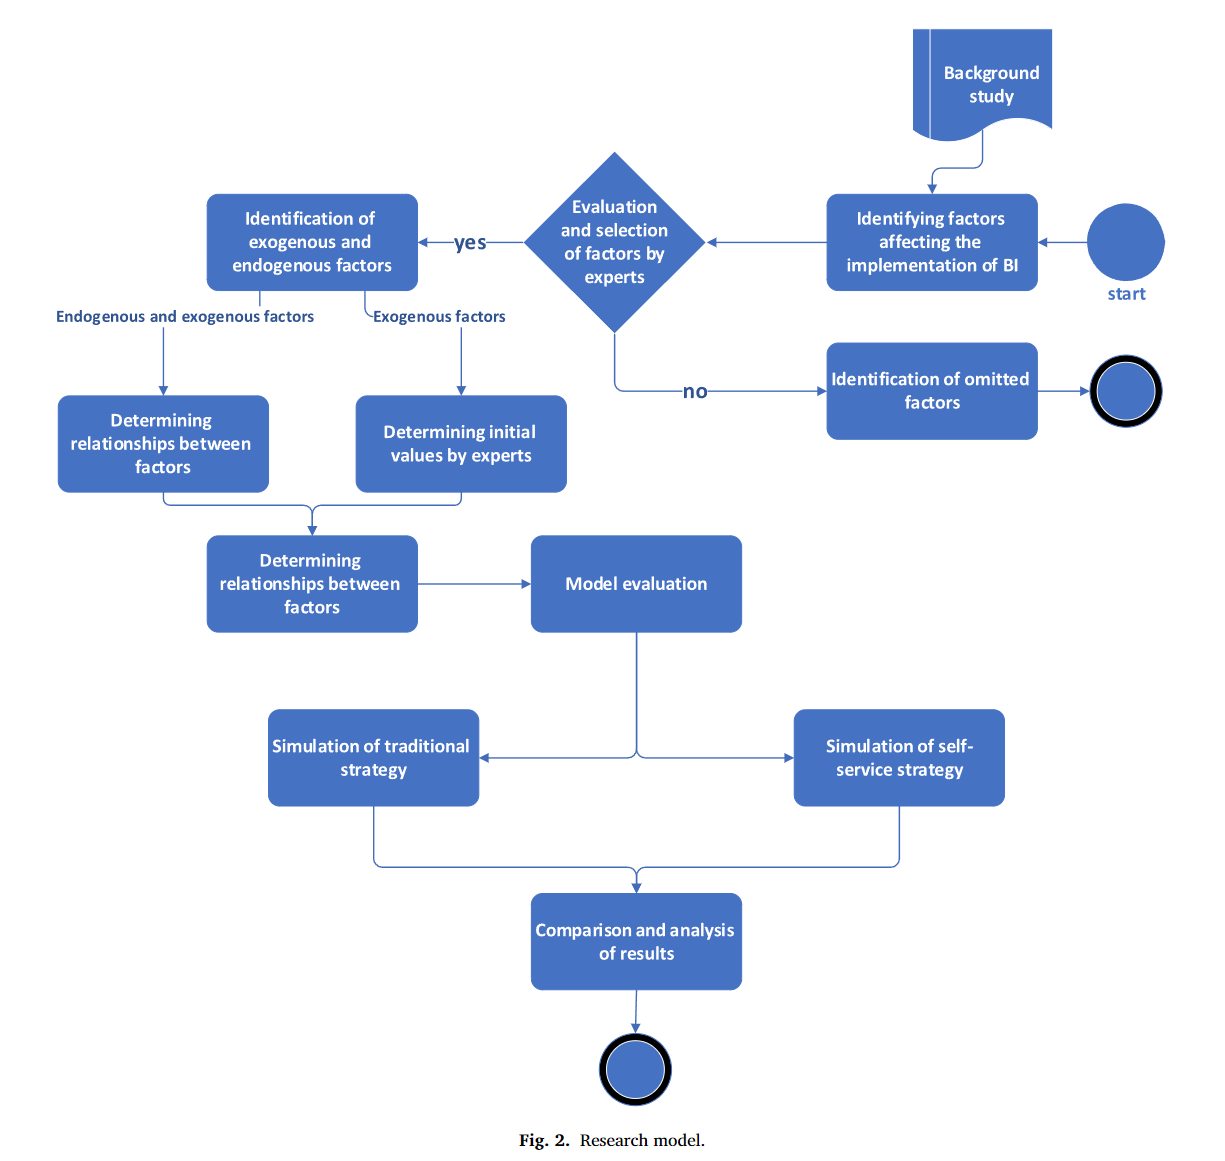 Background
study
Identification of
exogenous and
endogenous factors
yes
Evaluation
and selection
of factors by
experts
Identifying factors
affecting the
implementation of BI
start
Endogenous and exogenous factors
Exogenous factors
no
Identification of omitted
factors
Determining
relationships between
factors
Determining initial
values by experts
Determining
relationships between
factors
Model evaluation
Simulation of traditional
strategy
Simulation of self-
service strategy
Comparison and analysis
of results
Fig. 2. Research model.